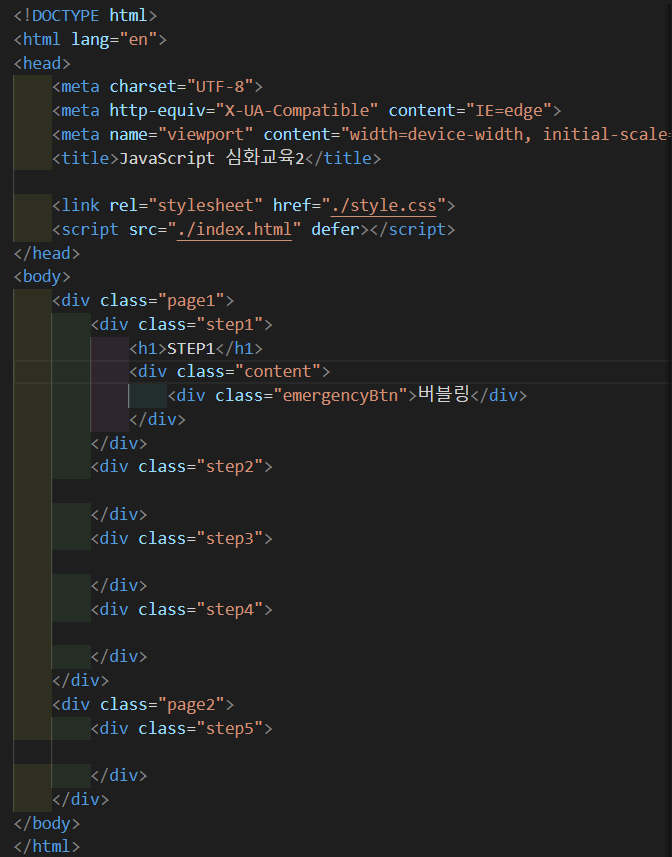 <!DOCTYPE html>
<html lang="en">
<head>
    <meta charset="UTF-8">
    <meta http-equiv="X-UA-Compatible" content="IE=edge">
    <meta name="viewport" content="width=device-width, initial-scale=
    <title>JavaScript 심화교육2</title>

    <link rel="stylesheet" href="./style.css">
    <script src="./index.html" defer></script>
</head>
<body>
    <div class="page1">
        <div class="step1">
            <h1>STEP1</h1>
            <div class="content">
                <div class="emergencyBtn">버블링</div>
            </div>
        </div>
        <div class="step2">

        </div>
        <div class="step3">

        </div>
        <div class="step4">

        </div>
    </div>
    <div class="page2">
        <div class="step5">

        </div>
    </div>
</body>
</html>